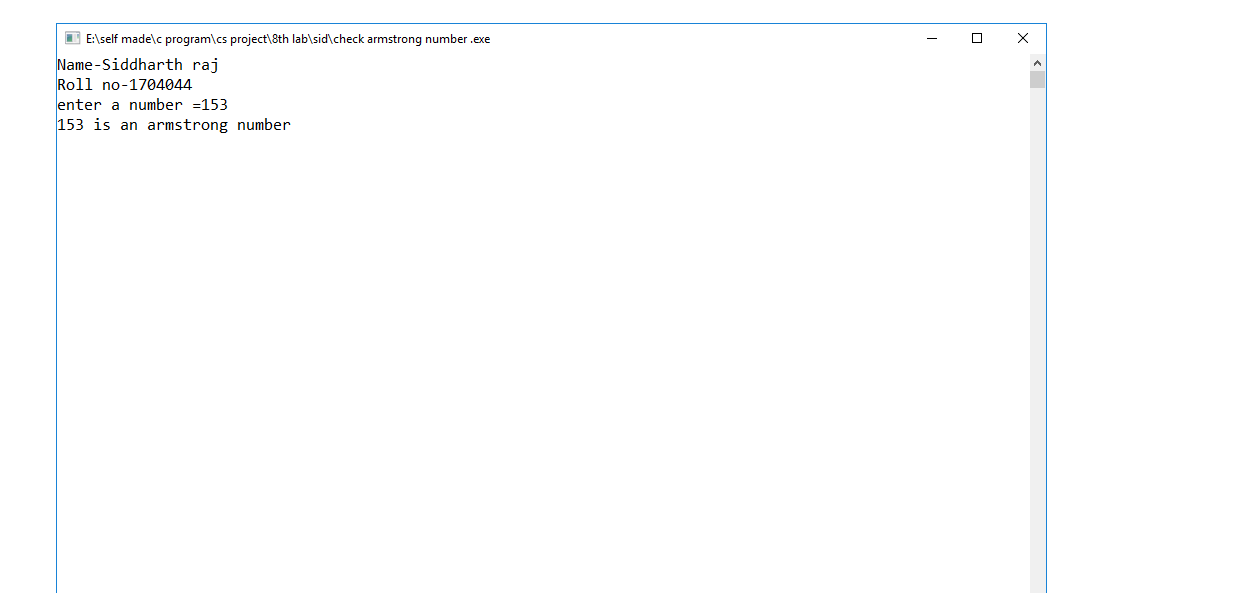 E:\self made\c program\cs project\8th lab\sid\check armstrong number .exe
Name-Siddharth raj
Roll no-1704044
enter a number =153
153 is an armstrong number